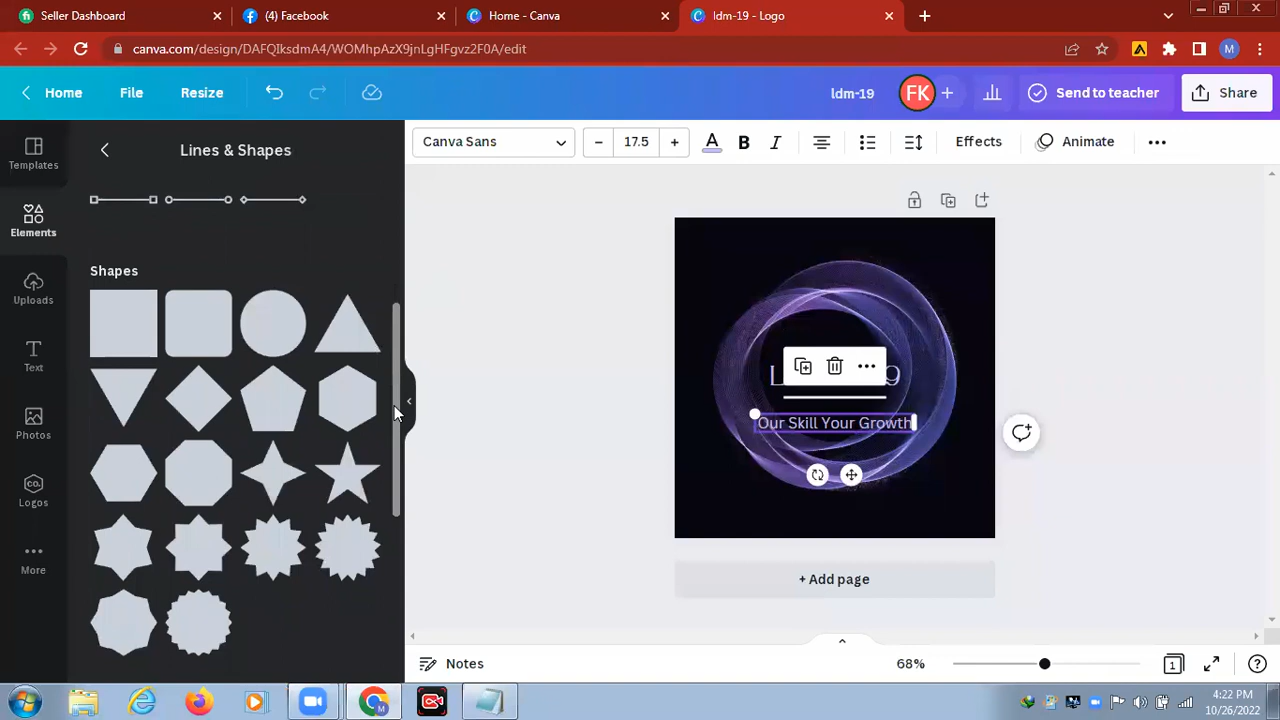 Seller Dashboard
(1) Facebook
Home - Canva
ldm-19 - Logo
canva.com/design/DAFQIksdmA4/WOMhpAzX9jnLgHFgvz2F0A/edit
M
Home
File
Resize
ldm-19
FK
Send to teacher
Share
Templates
Elements
Uploads
Text
Photos
Logos
More
Lines & Shapes
Shapes
Canva Sans
17.5
A
B
I
Effects
Animate
Our Skill Your Growth
+ Add page
Notes
68%
1
4:22 PM
10/26/2022